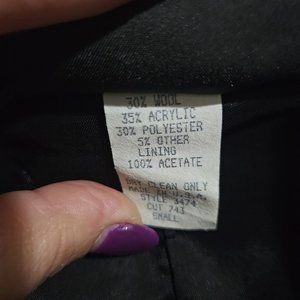 30% WOOL
35% ACRYLIC
30% POLYESTER
5% OTHER
LINING
100% ACETATE
DRY CLEAN ONLY
MADE IN U.S.A.
STYLE 3474
CUT 743
SMALL